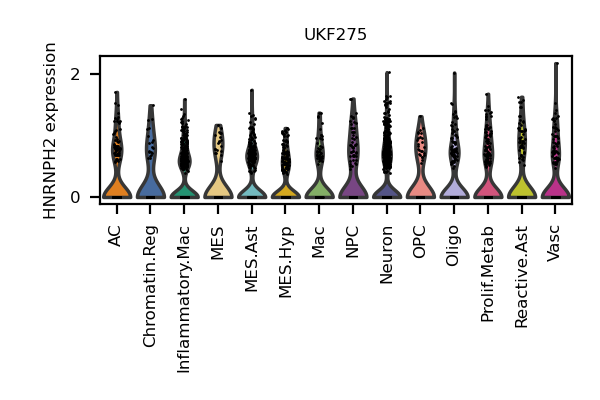 UKF275
HNRNPH2 expression
2
0
AC
Chromatin.Reg
Inflammatory.Mac
MES
MES.Ast
MES.Hyp
Mac
NPC
Neuron
OPC
Oligo
Prolif.Metab
Reactive.Ast
Vasc